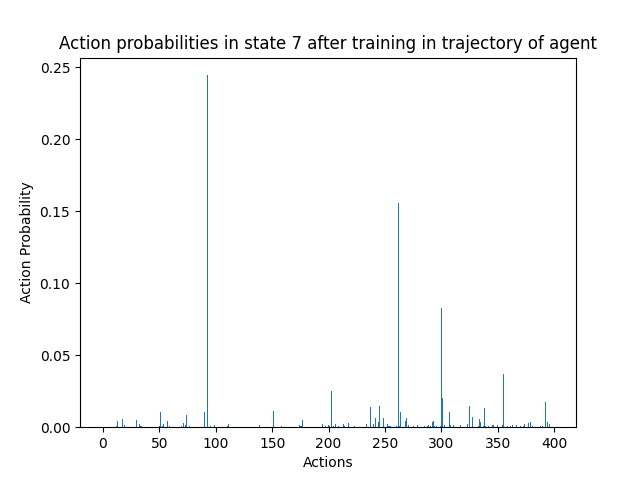 Action probabilities in state 7 after training in trajectory of agent
0.25
0.20
0.15
0.10
0.05
0.00
Action Probability
0 50 100 150 200 250 300 350 400
Actions